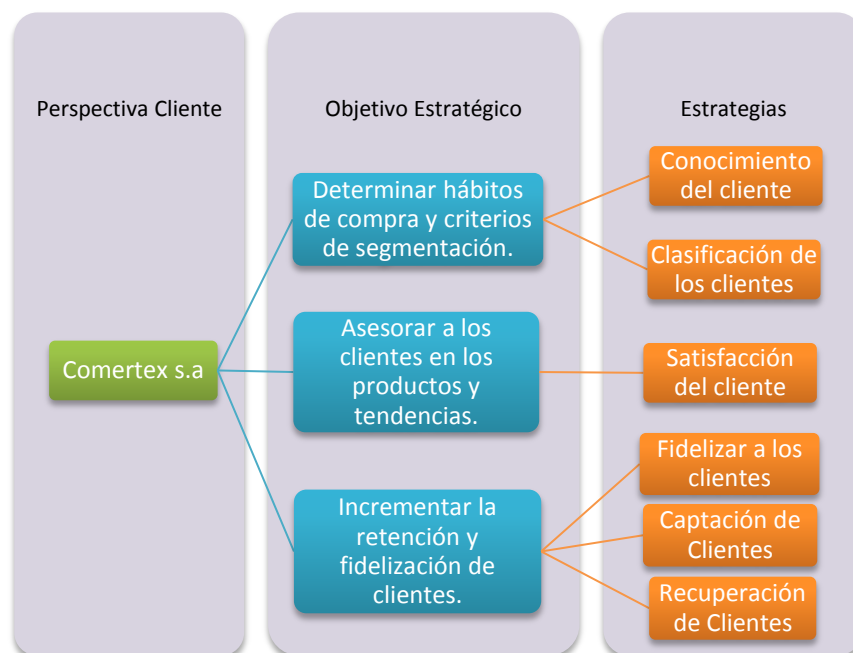 Perspectiva Cliente
Objetivo Estratégico
Estrategias
Comertex s.a
Determinar hábitos
de compra y criterios
de segmentación.
Asesorar a los
clientes en los
productos y
tendencias.
Incrementar la
retención y
fidelización de
clientes.
Conocimiento
del cliente
Clasificación de
los clientes
Satisfacción
del cliente
Fidelizar a los
clientes
Captación de
Clientes
Recuperación
de Clientes